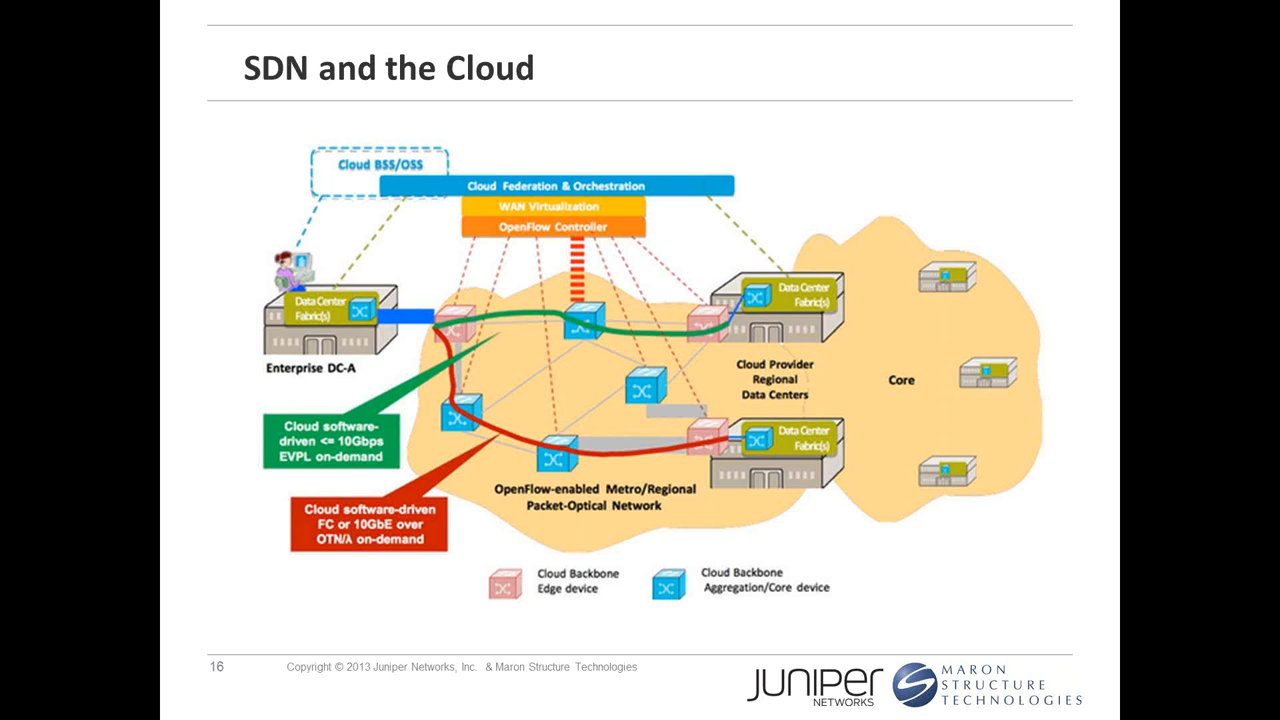 SDN and the Cloud
Cloud BSS/OSS
Cloud Federation & Orchestration
WAN Virtualization
OpenFlow Controller
Data Center
Fabric(s)
Enterprise DC-A
Data Center
Fabric(s)
Cloud Provider
Regional
Data Centers
Core
Cloud software-
driven <= 10Gbps
EVPL on-demand
Data Center
Fabric(s)
Cloud software-driven
FC or 10GbE over
OTN/λ on-demand
OpenFlow-enabled Metro/Regional
Packet-Optical Network
Cloud Backbone
Edge device
Cloud Backbone
Aggregation/Core device
16
Copyright © 2013 Juniper Networks, Inc. & Maron Structure Technologies
JUNIPer
NETWORKS
MARON
STRUCTURE
TECHNOLOGIES